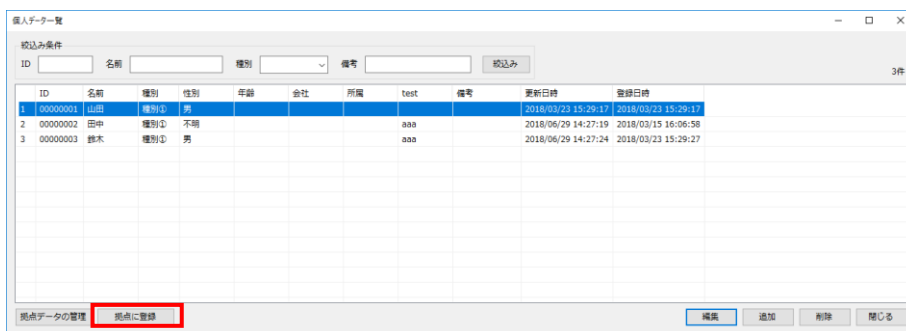 個人データ一覧
絞込み条件
ID 名前 種別 備考 絞込み
3件
ID 名前 種別 性別 年齢 会社 所属 test 備考 更新日時 登録日時
1 00000001 山田 種別① 男 2018/03/23 15:29:17 2018/03/23 15:29:17
2 00000002 田中 種別① 不明 aaa 2018/06/29 14:27:19 2018/03/15 16:06:58
3 00000003 鈴木 種別① 男 aaa 2018/06/29 14:27:24 2018/03/23 15:29:27
拠点データの管理 拠点に登録 編集 追加 削除 閉じる